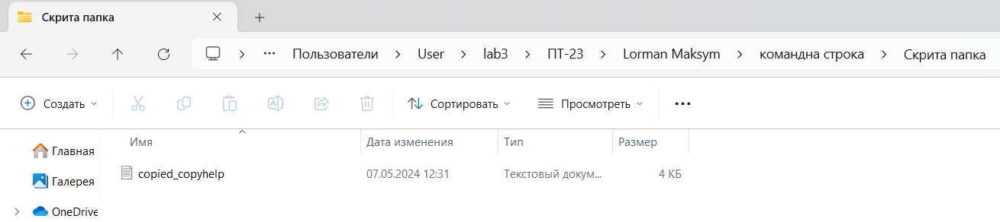 Скрита папка
Пользователи > User > lab3 > ПТ-23 > Lorman Maksym > командна строка > Скрита папка
Создать Сортировать Просмотреть
Имя Дата изменения Тип Размер
Главная
copied_copyhelp 07.05.2024 12:31 Текстовый докум... 4 КБ
Галерея
OneDrive